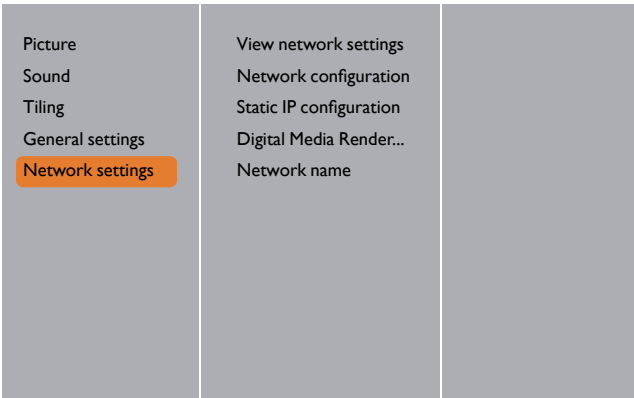 Picture
Sound
Tiling
General settings
Network settings
View network settings
Network configuration
Static IP configuration
Digital Media Render...
Network name